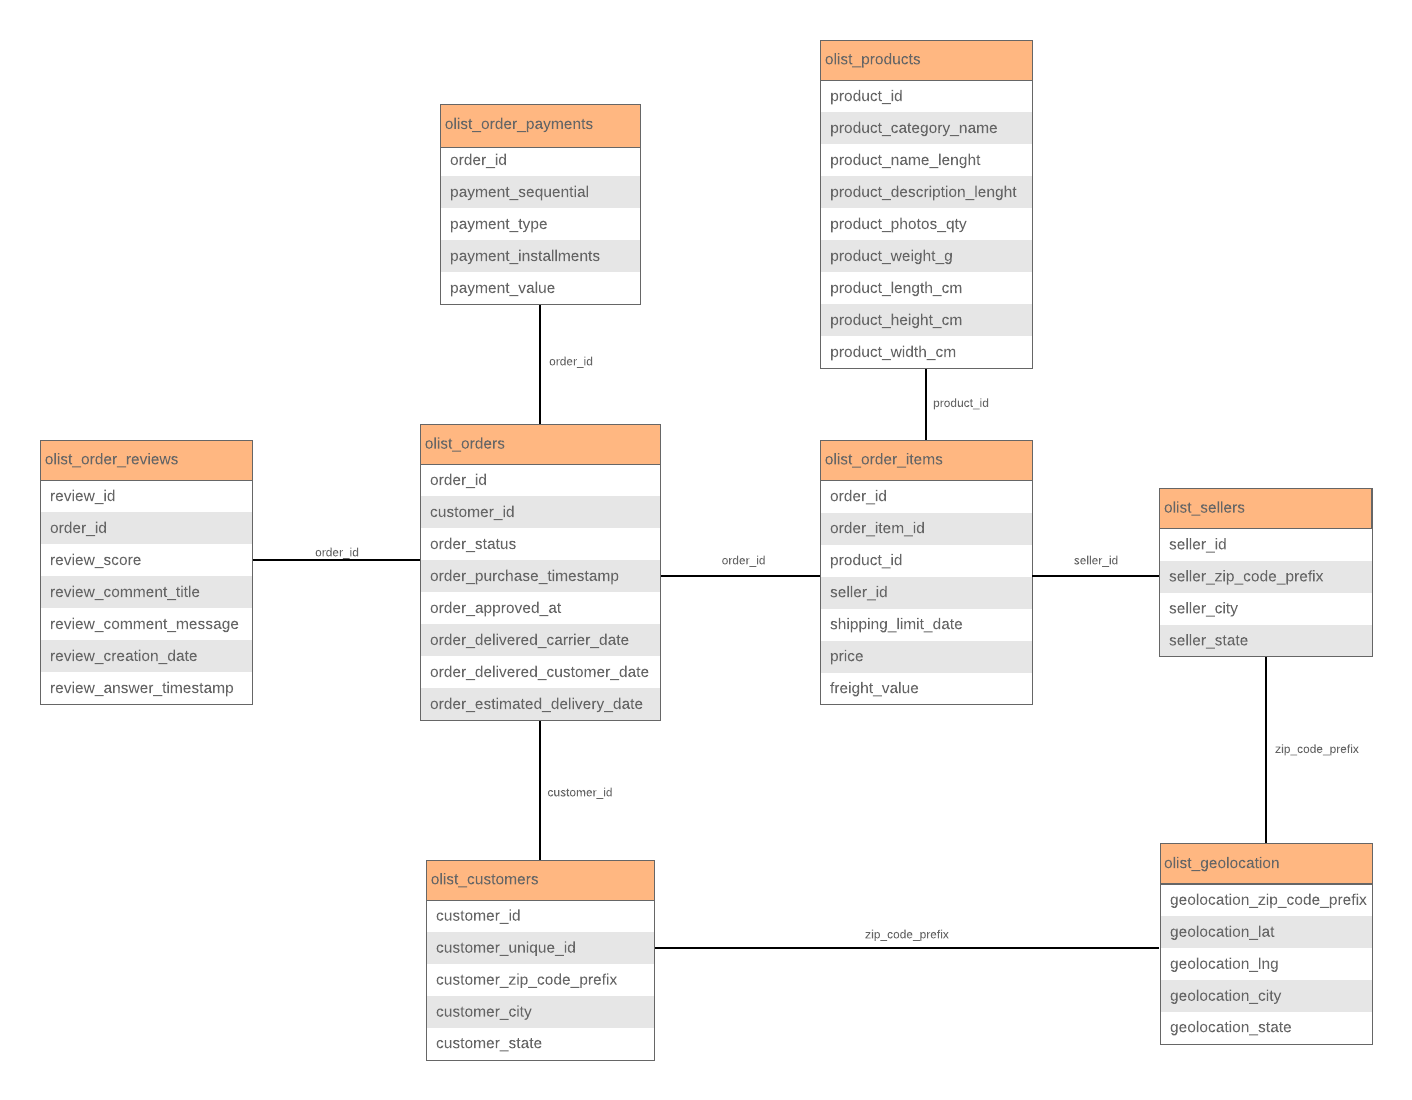 olist_products
product_id
product_category_name
product_name_lenght
product_description_lenght
product_photos_qty
product_weight_g
product_length_cm
product_height_cm
product_width_cm
olist_order_payments
order_id
payment_sequential
payment_type
payment_installments
payment_value
order_id
product_id
olist_order_reviews
review_id
order_id
review_score
review_comment_title
review_comment_message
review_creation_date
review_answer_timestamp
order_id
olist_orders
order_id
customer_id
order_status
order_purchase_timestamp
order_approved_at
order_delivered_carrier_date
order_delivered_customer_date
order_estimated_delivery_date
order_id
olist_order_items
order_id
order_item_id
product_id
seller_id
shipping_limit_date
price
freight_value
seller_id
olist_sellers
seller_id
seller_zip_code_prefix
seller_city
seller_state
customer_id
zip_code_prefix
olist_customers
customer_id
customer_unique_id
customer_zip_code_prefix
customer_city
customer_state
zip_code_prefix
olist_geolocation
geolocation_zip_code_prefix
geolocation_lat
geolocation_lng
geolocation_city
geolocation_state